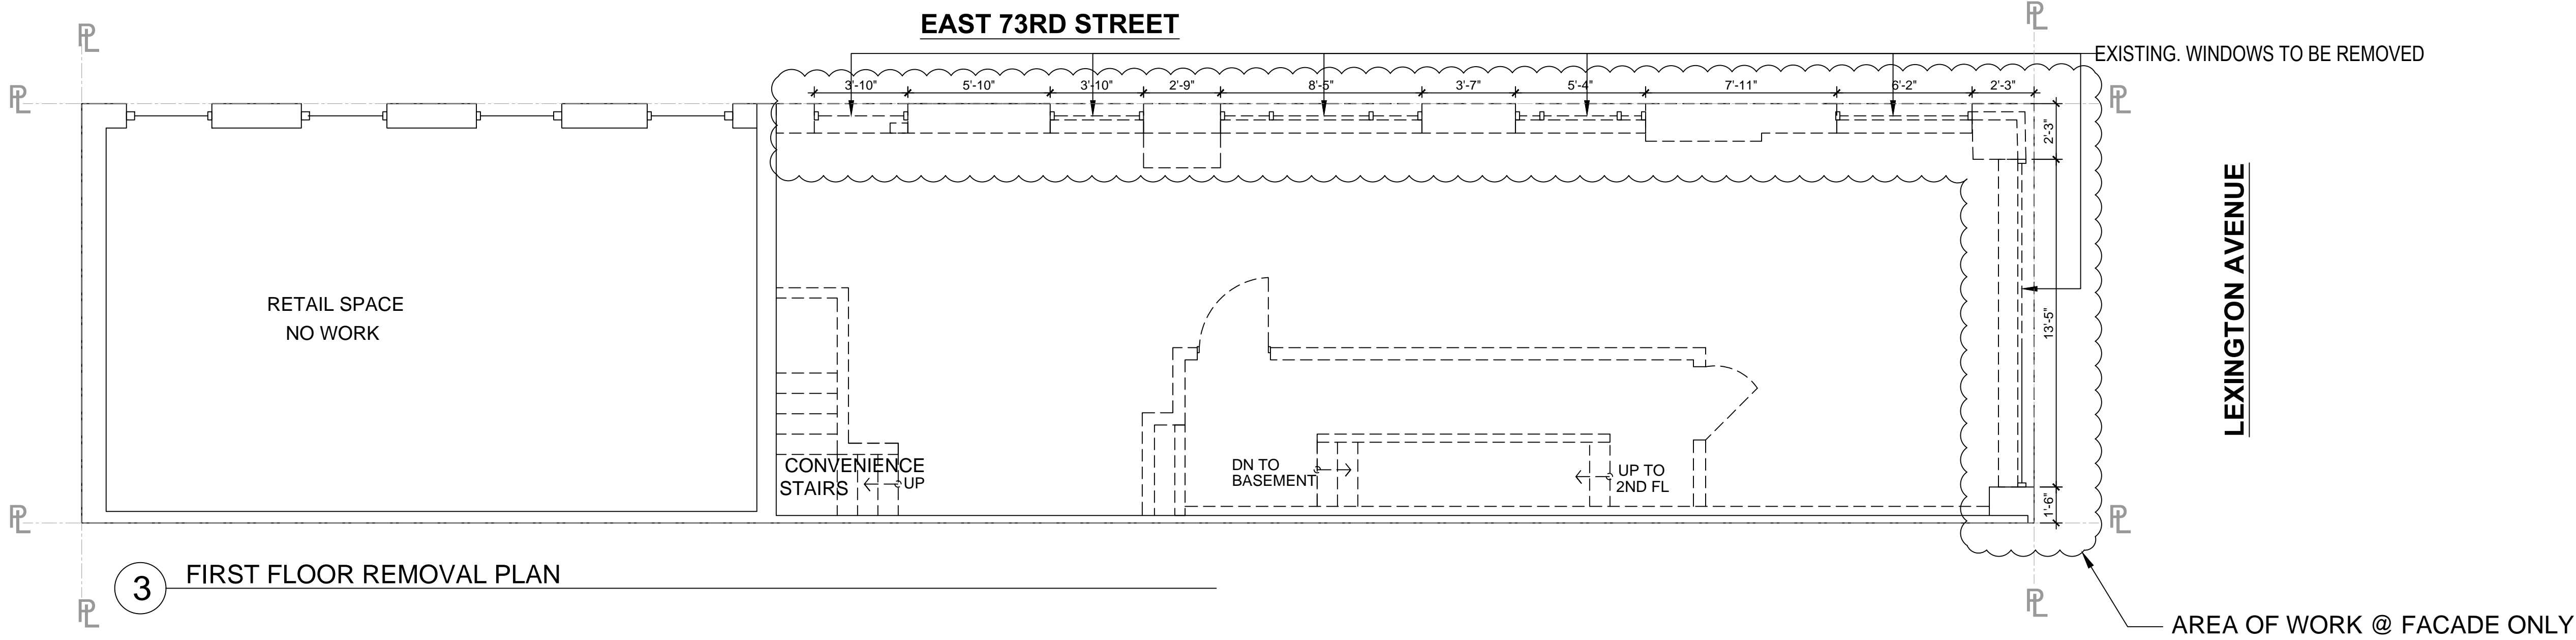 EAST 73RD STREET
EXISTING. WINDOWS TO BE REMOVED
PL
PL
PL
PL
3'-10"
5'-10"
3'-10"
2'-9"
8'-5"
3'-7"
5'-4"
7'-11"
6'-2"
2'-3"
2'-3"
13'-5"
1'-6"
LEXINGTON AVENUE
RETAIL SPACE
NO WORK
CONVENIENCE
STAIRS
UP
DN TO
BASEMENT
UP TO
2ND FL
PL
PL
PL
PL
3
FIRST FLOOR REMOVAL PLAN
AREA OF WORK @ FACADE ONLY